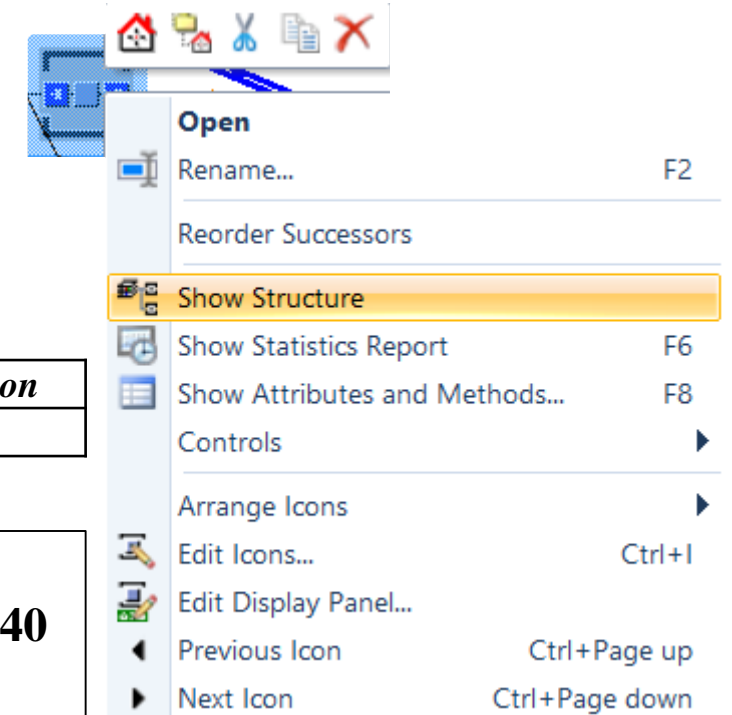 Open
Rename... F2
Reorder Successors
Show Structure
Show Statistics Report F6
on
Show Attributes and Methods... F8
Controls
Arrange Icons
Edit Icons... Ctrl+I
Edit Display Panel...
40
Previous Icon Ctrl+Page up
Next Icon Ctrl+Page down